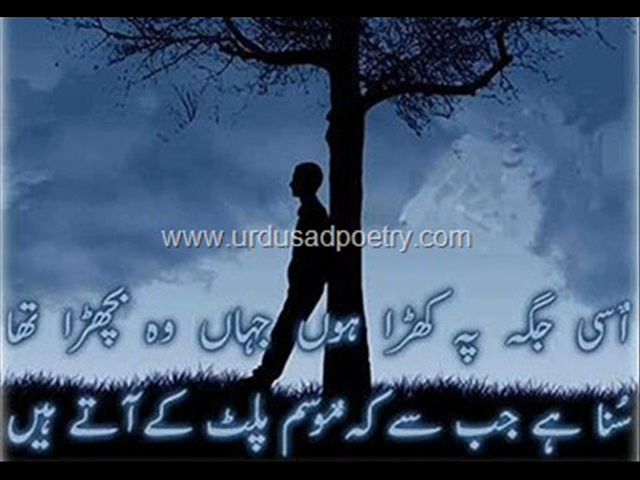 www.urdusadpoetry.com
اُسی جگہ پہ کھڑا ہوں جہاں وہ بچھڑا تھا
سُنا ہے جب سے کہ موسم پلٹ کے آتے ہیں